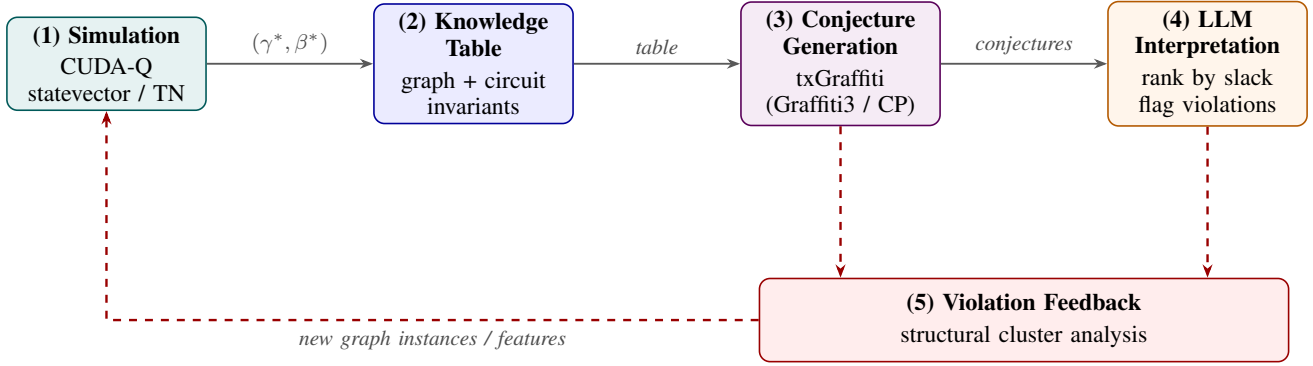 (1) Simulation
CUDA-Q
statevector / TN
(γ*, β*)
(2) Knowledge
Table
graph + circuit
invariants
table
(3) Conjecture
Generation
txGraffiti
(Graffiti3 / CP)
conjectures
(4) LLM
Interpretation
rank by slack
flag violations
(5) Violation Feedback
structural cluster analysis
new graph instances / features